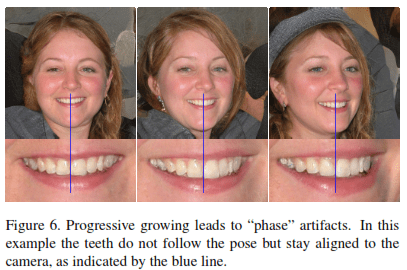 Figure 6. Progressive growing leads to “phase” artifacts. In this
example the teeth do not follow the pose but stay aligned to the
camera, as indicated by the blue line.